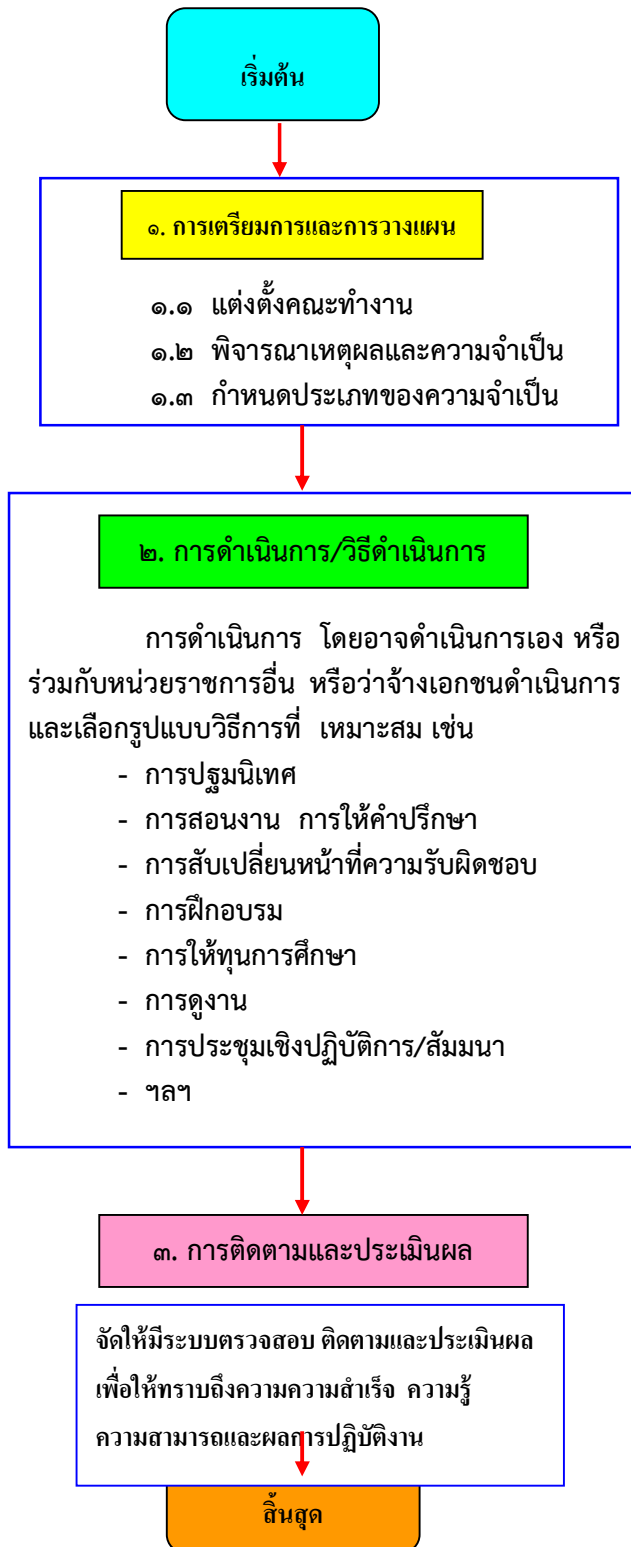 เริ่มต้น
๑. การเตรียมการและการวางแผน
๑.๑ แต่งตั้งคณะทำงาน
๑.๒ พิจารณาเหตุผลและความจำเป็น
๑.๓ กำหนดประเภทของความจำเป็น
๒. การดำเนินการ/วิธีดำเนินการ
การดำเนินการ โดยอาจดำเนินการเอง หรือ
ร่วมกับหน่วยราชการอื่น หรือว่าจ้างเอกชนดำเนินการ
และเลือกรูปแบบวิธีการที่ เหมาะสม เช่น
- การปฐมนิเทศ
- การสอนงาน การให้คำปรึกษา
- การสับเปลี่ยนหน้าที่ความรับผิดชอบ
- การฝึกอบรม
- การให้ทุนการศึกษา
- การดูงาน
- การประชุมเชิงปฏิบัติการ/สัมมนา
- ฯลฯ
๓. การติดตามและประเมินผล
จัดให้มีระบบตรวจสอบ ติดตามและประเมินผล
เพื่อให้ทราบถึงความความสำเร็จ ความรู้
ความสามารถและผลการปฏิบัติงาน
สิ้นสุด